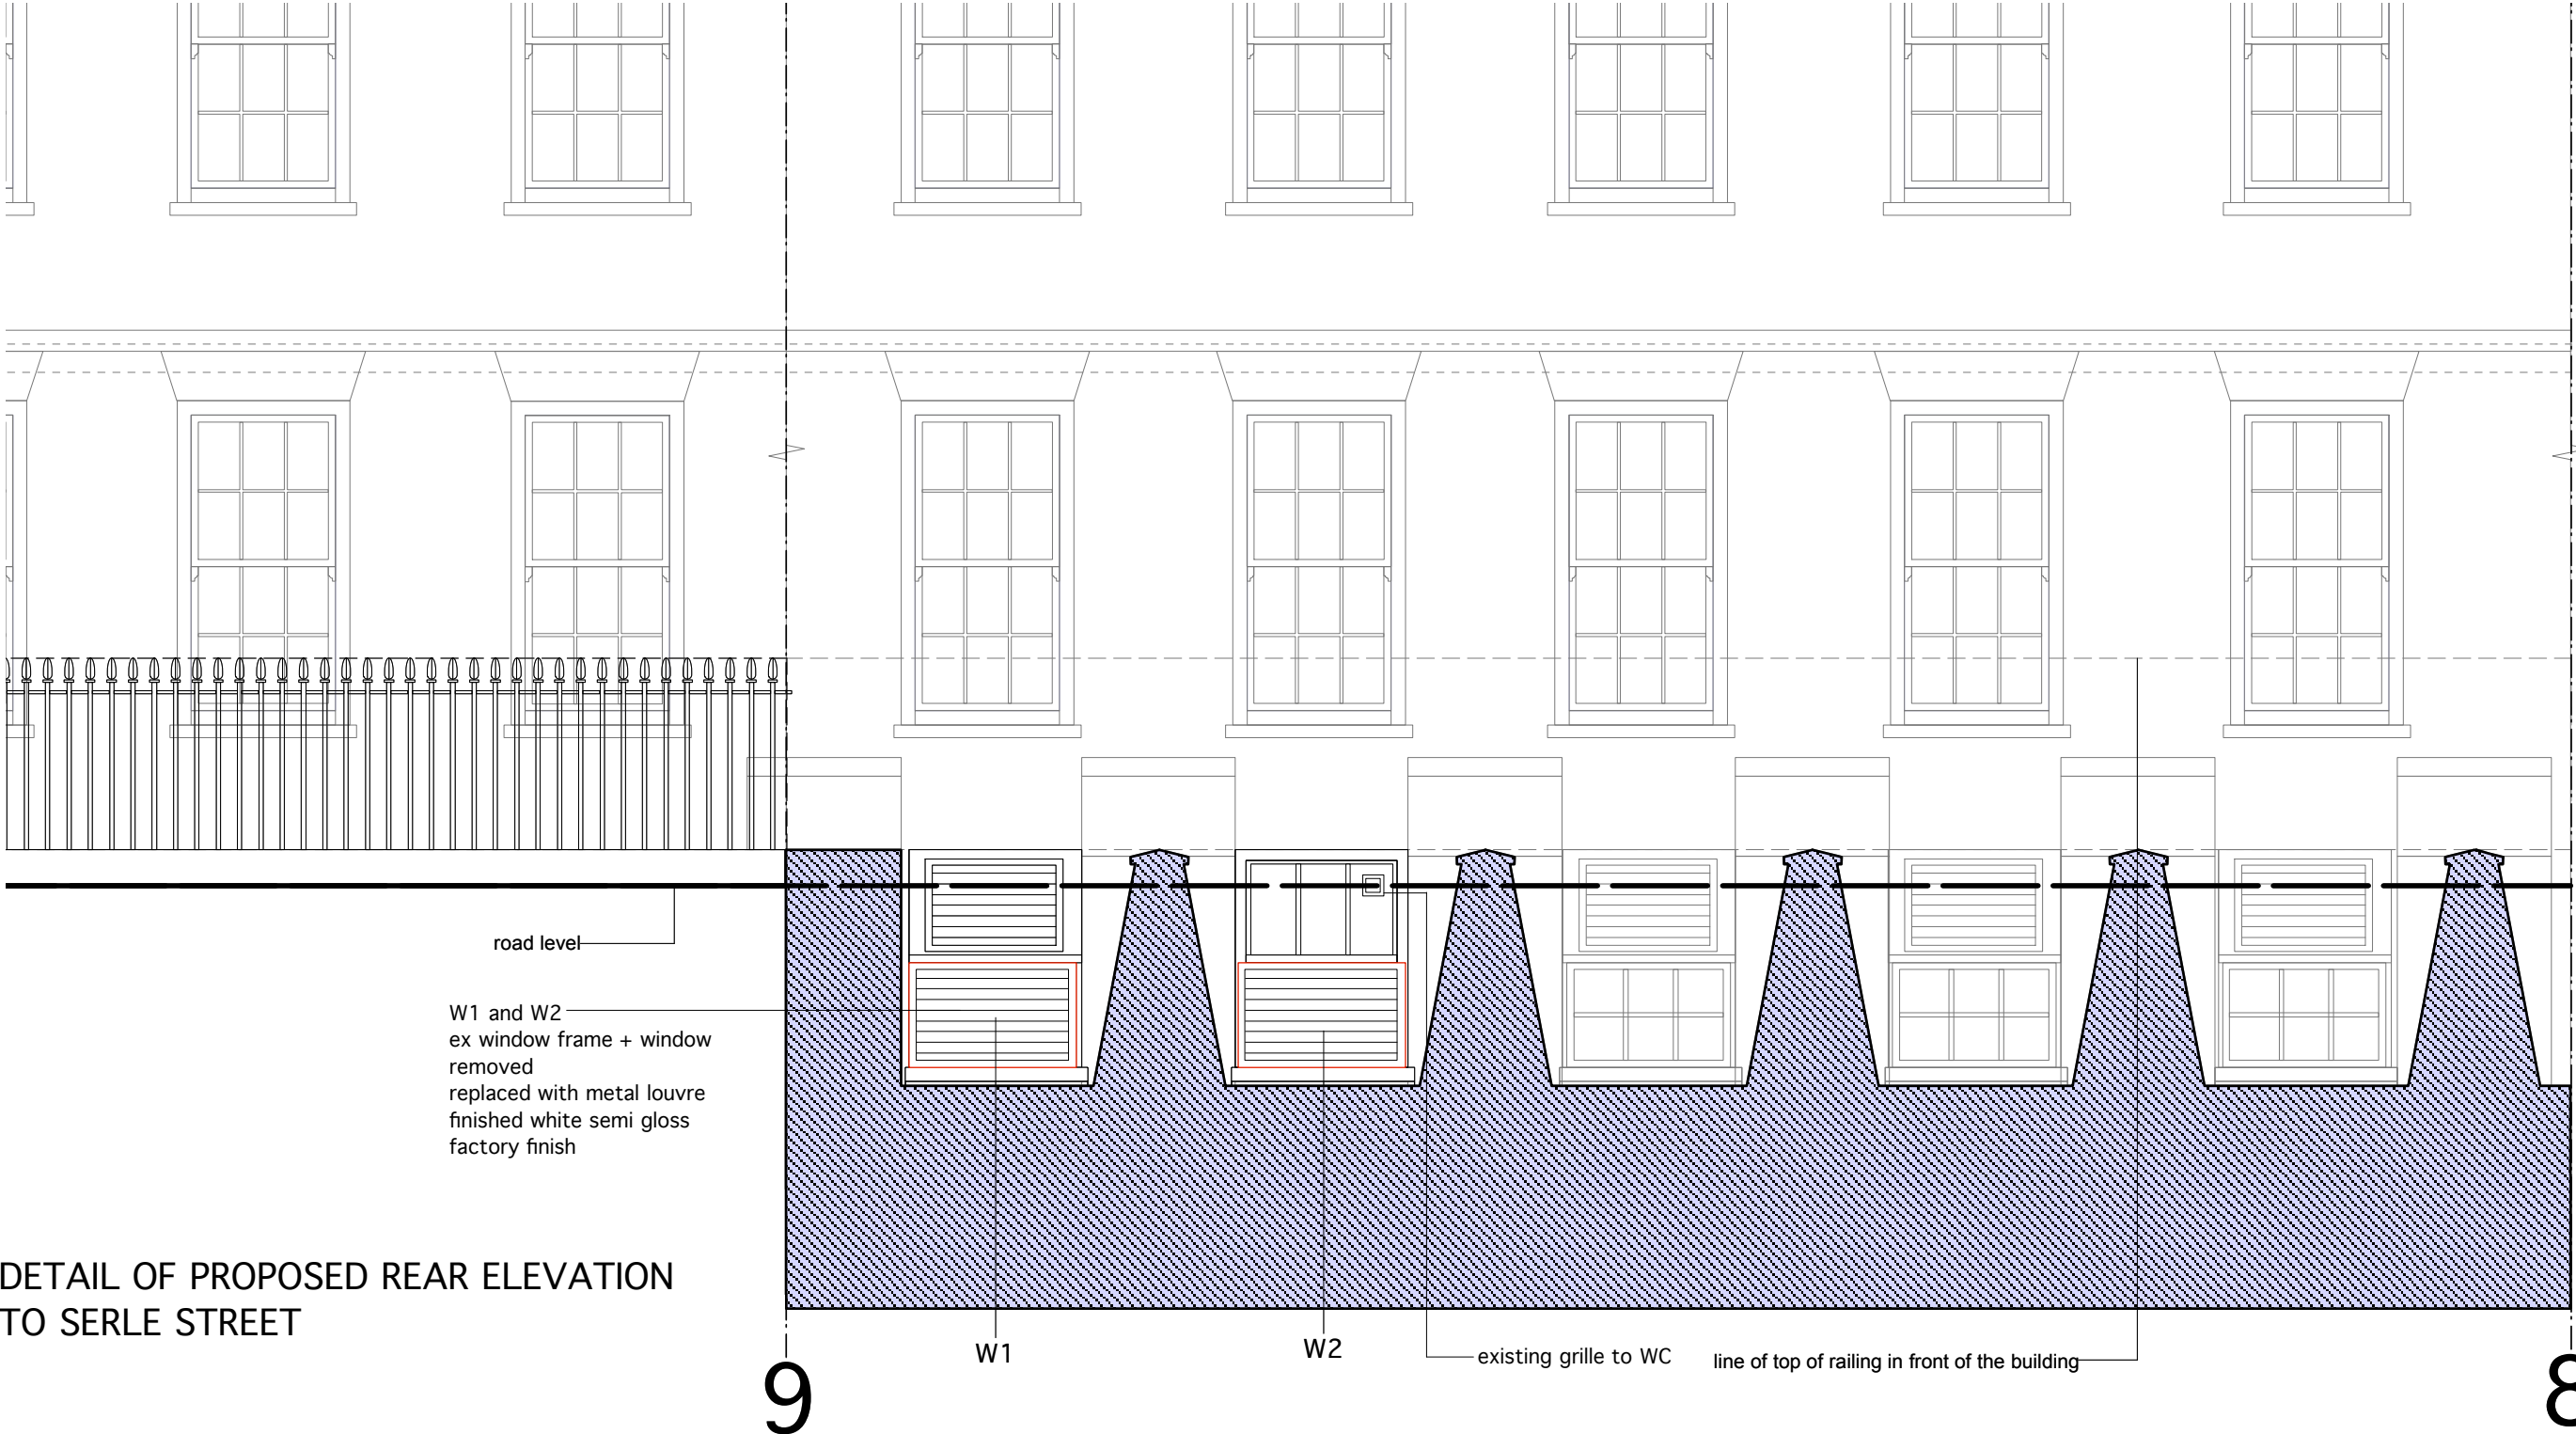 road level
W1 and W2
ex window frame + window
removed
replaced with metal louvre
finished white semi gloss
factory finish
DETAIL OF PROPOSED REAR ELEVATION
TO SERLE STREET
W1
W2
existing grille to WC
line of top of railing in front of the building
9
8